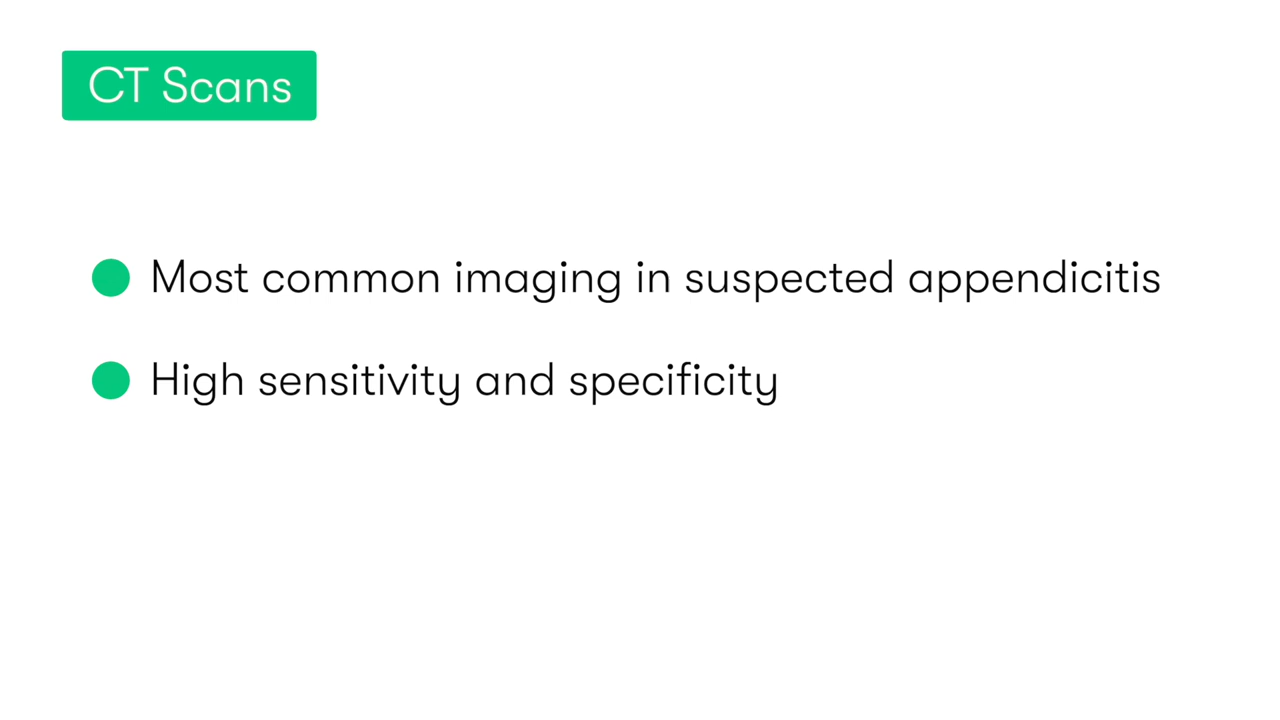 CT Scans
Most common imaging in suspected appendicitis
High sensitivity and specificity